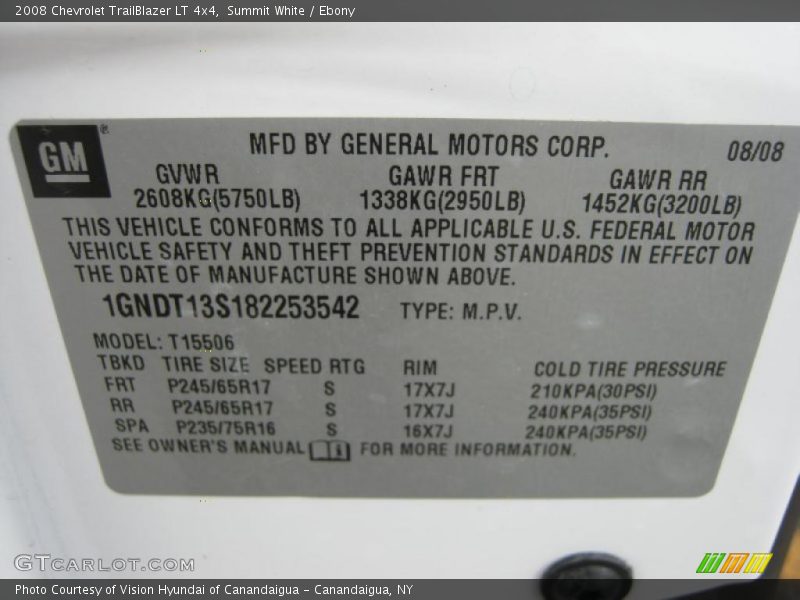 2008 Chevrolet TrailBlazer LT 4x4, Summit White / Ebony
GM®
MFD BY GENERAL MOTORS CORP. 08/08
GVWR GAWR FRT GAWR RR
2608KG(5750LB) 1338KG(2950LB) 1452KG(3200LB)
THIS VEHICLE CONFORMS TO ALL APPLICABLE U.S. FEDERAL MOTOR
VEHICLE SAFETY AND THEFT PREVENTION STANDARDS IN EFFECT ON
THE DATE OF MANUFACTURE SHOWN ABOVE.
1GNDT13S182253542 TYPE: M.P.V.
MODEL: T15506
TBKD TIRE SIZE SPEED RTG RIM COLD TIRE PRESSURE
FRT P245/65R17 S 17X7J 210KPA(30PSI)
RR P245/65R17 S 17X7J 240KPA(35PSI)
SPA P235/75R16 S 16X7J 240KPA(35PSI)
SEE OWNER'S MANUAL FOR MORE INFORMATION.
GTCarlot.com
Photo Courtesy of Vision Hyundai of Canandaigua - Canandaigua, NY